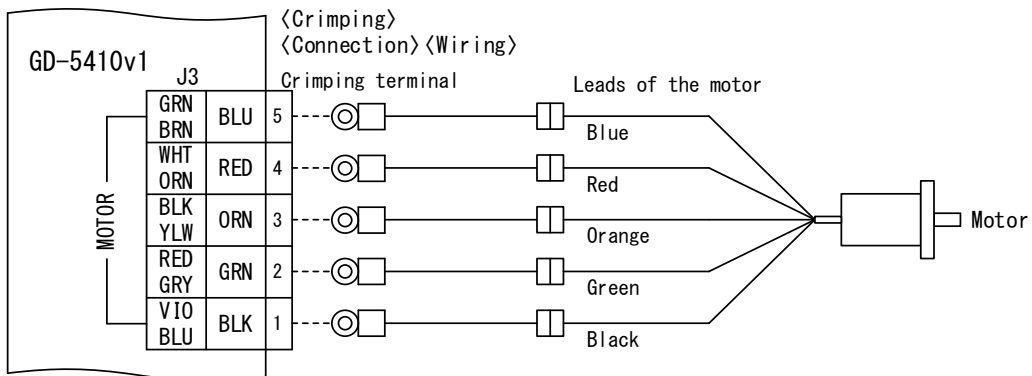 〈Crimping〉
〈Connection〉〈Wiring〉
GD-5410v1
J3
Crimping terminal
Leads of the motor
GRN
BRN
BLU
5
Blue
WHT
ORN
RED
4
Red
BLK
YLW
ORN
3
Orange
RED
GRY
GRN
2
Green
VIO
BLU
BLK
1
Black
MOTOR
Motor